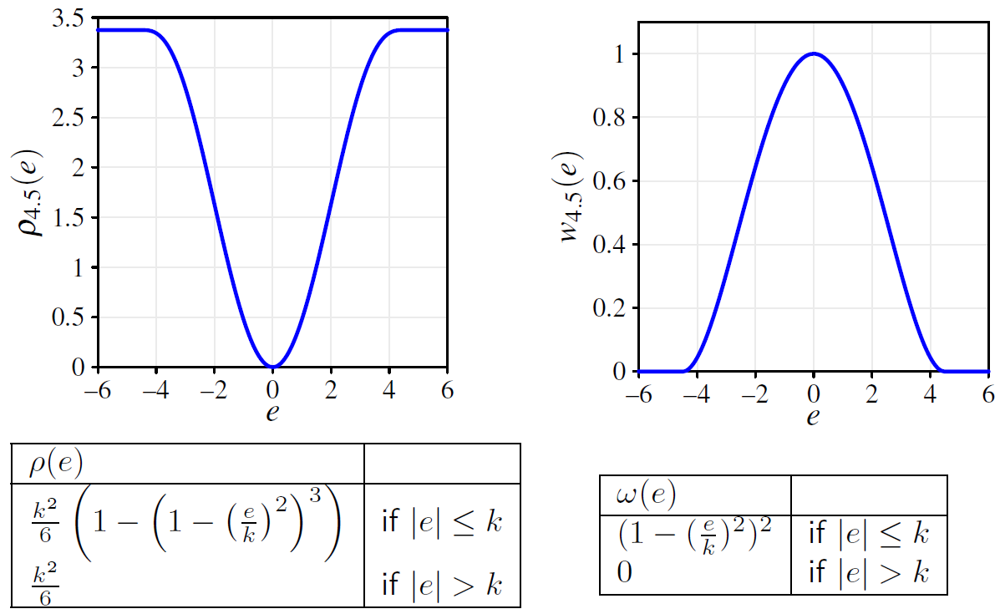 3.5
3
2.5
2
1.5
1
0.5
0
ρ4.5(e)
−6 −4 −2 0 2 4 6
e
1
0.8
0.6
0.4
0.2
0
w4.5(e)
−6 −4 −2 0 2 4 6
e
ρ(e)
k²/6 (1 − (1 − (e/k)²)³) if |e| ≤ k
k²/6 if |e| > k
ω(e)
(1 − (e/k)²)² if |e| ≤ k
0 if |e| > k